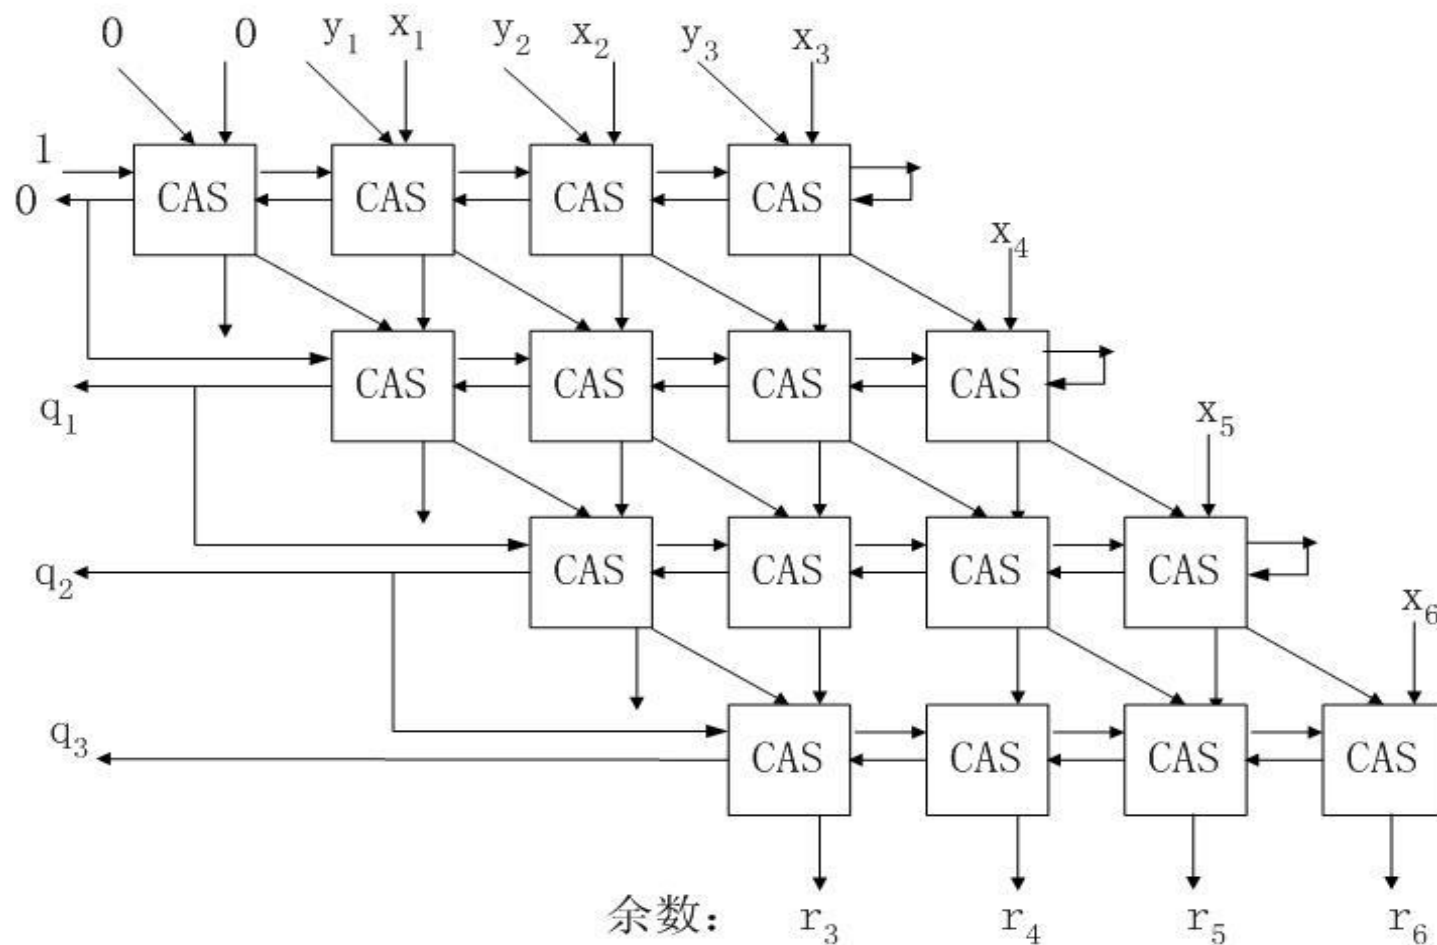 0 0 y₁ x₁ y₂ x₂ y₃ x₃
1
0 CAS CAS CAS CAS
x₄
CAS CAS CAS CAS
q₁ x₅
CAS CAS CAS CAS
q₂ x₆
CAS CAS CAS CAS
q₃
余数: r₃ r₄ r₅ r₆